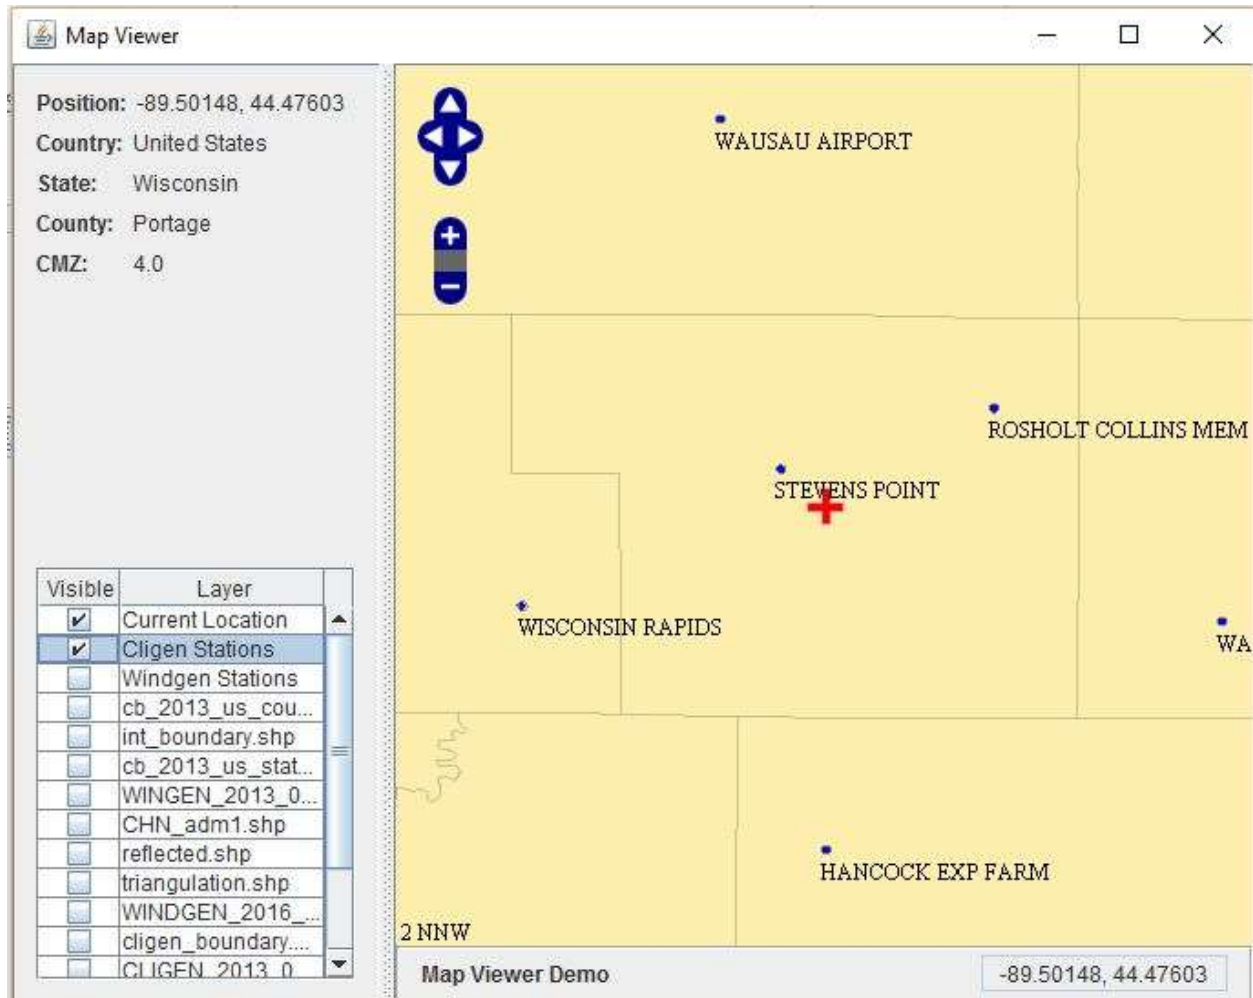 Map Viewer
Position: -89.50148, 44.47603
Country: United States
State: Wisconsin
County: Portage
CMZ: 4.0
Visible Layer
Current Location
Cligen Stations
Windgen Stations
cb_2013_us_cou...
int_boundary.shp
cb_2013_us_stat...
WINGEN_2013_0...
CHN_adm1.shp
reflected.shp
triangulation.shp
WINDGEN_2016_...
cligen_boundary....
CLIGEN_2013_0
WAUSAU AIRPORT
ROSHOLT COLLINS MEM
STEVENS POINT
WISCONSIN RAPIDS
WA
HANCOCK EXP FARM
2 NNW
Map Viewer Demo
-89.50148, 44.47603